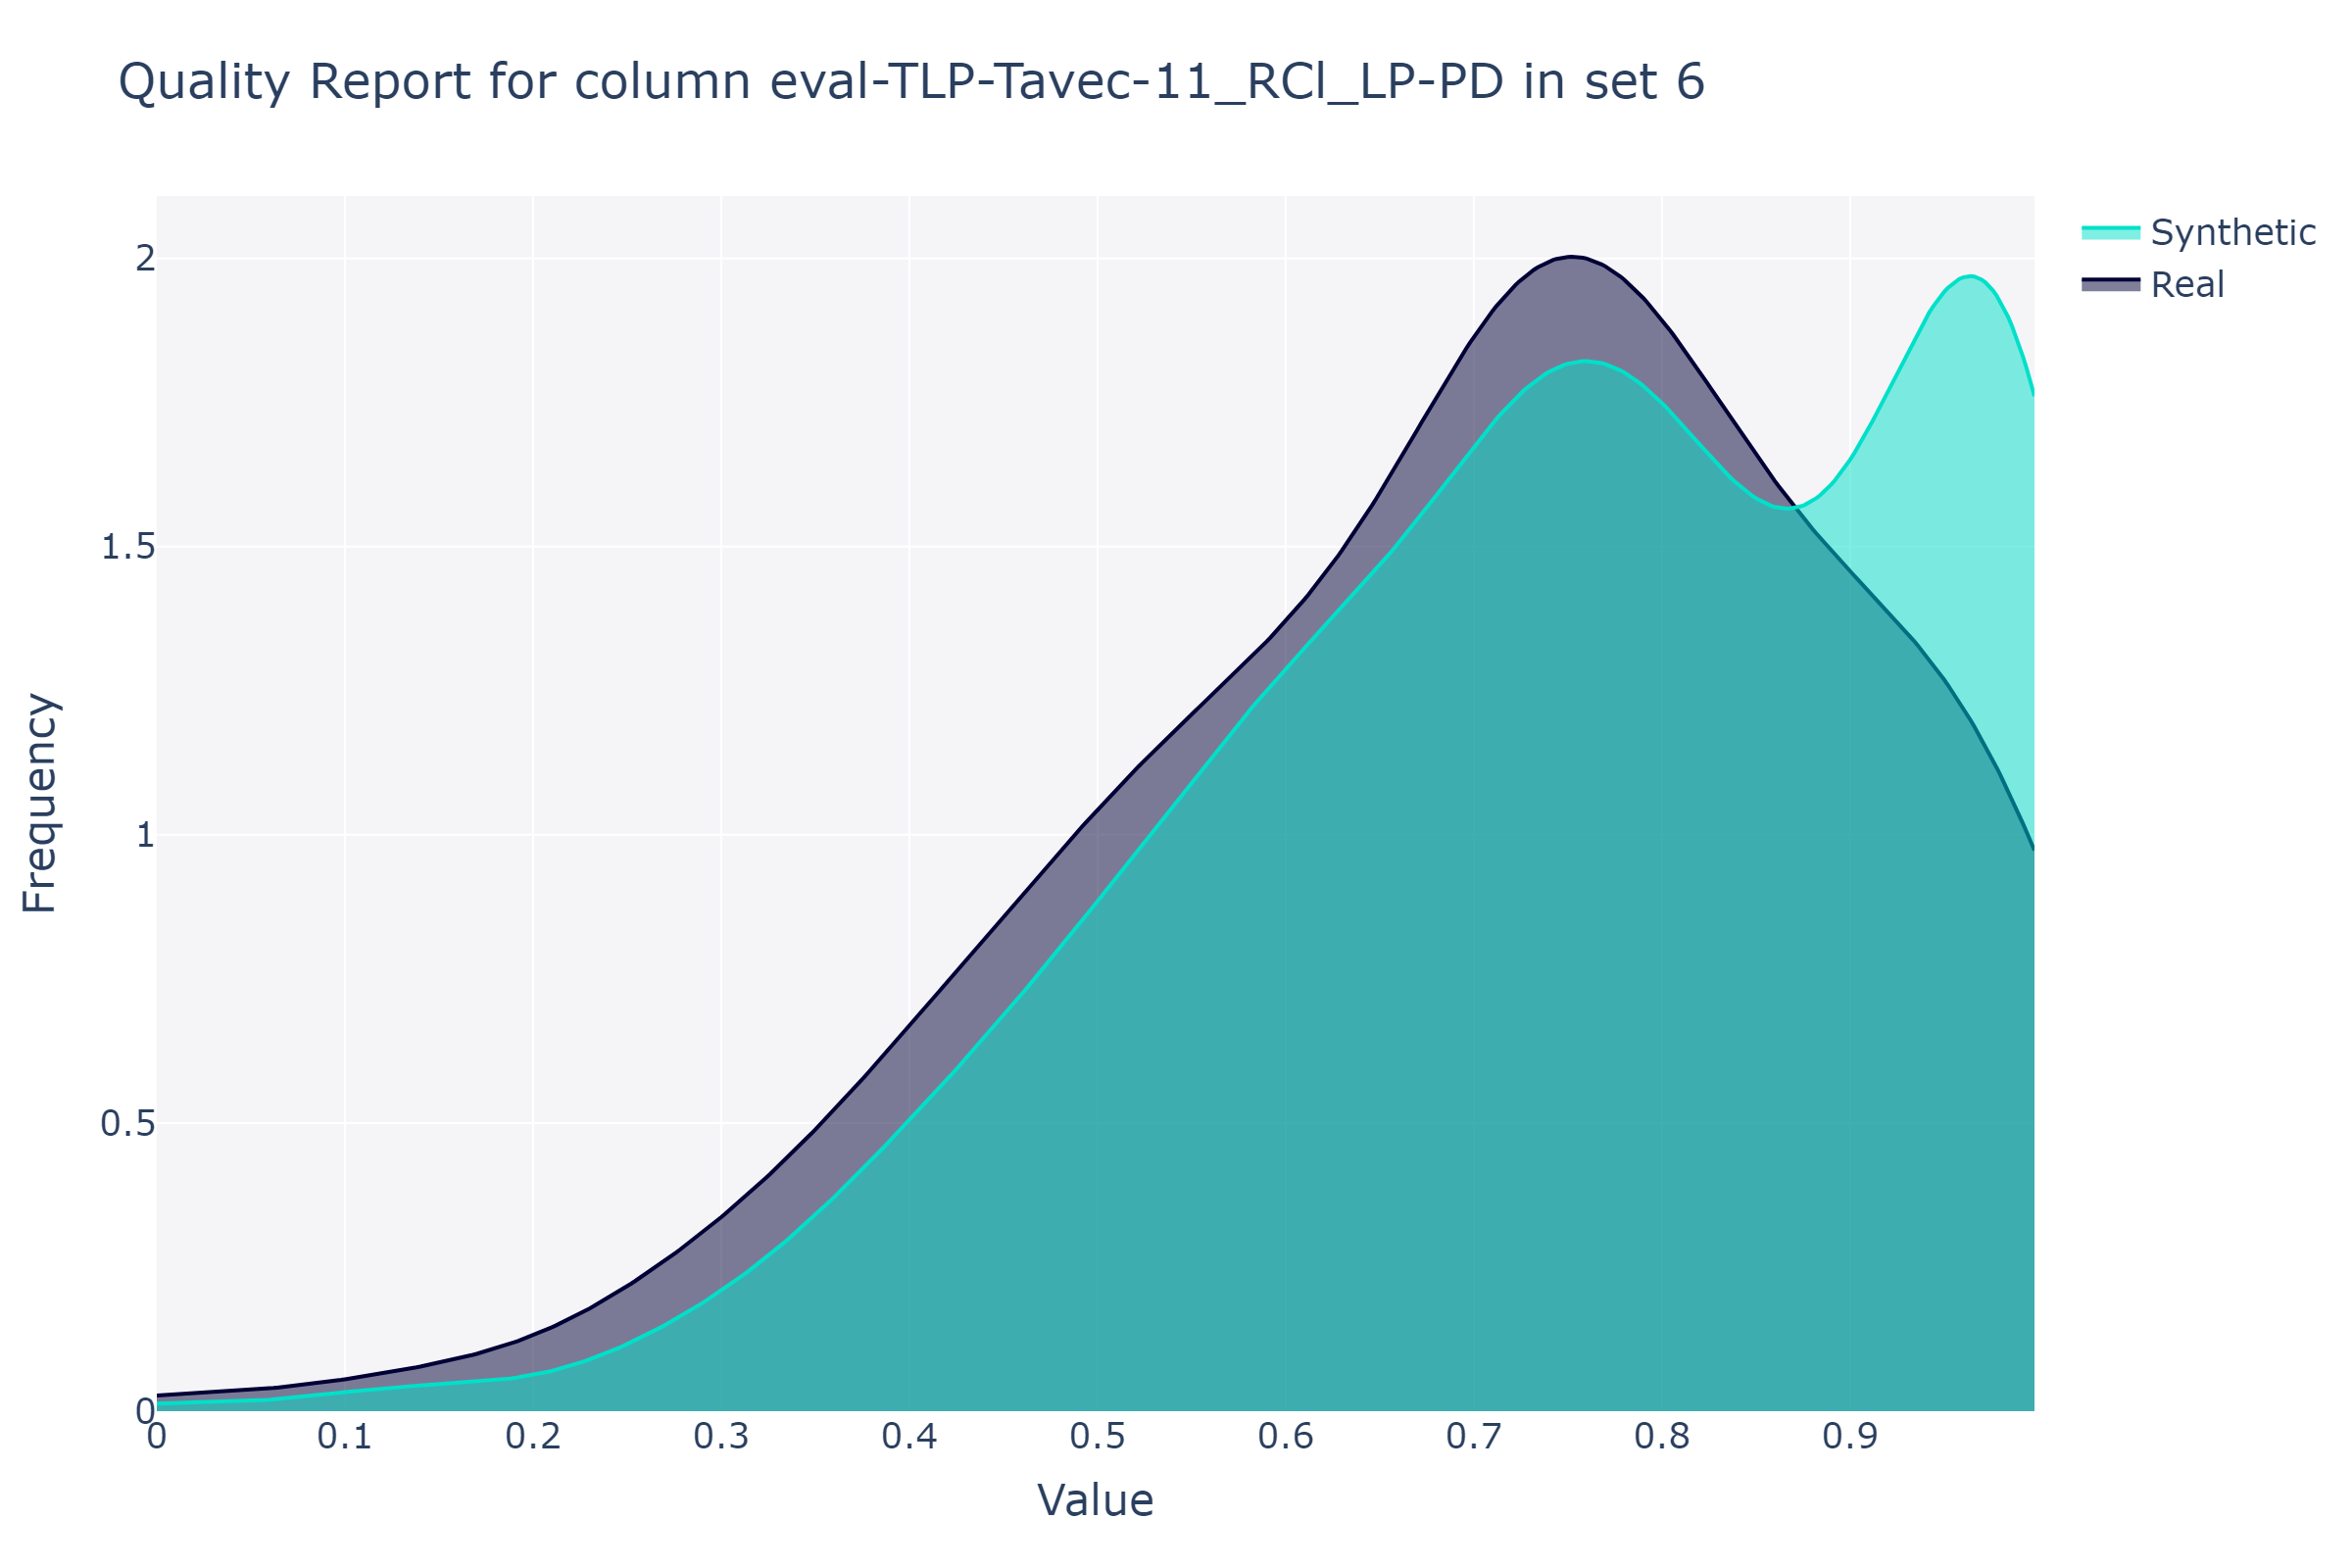 Quality Report for column eval-TLP-Tavec-11_RCl_LP-PD in set 6
Synthetic
Real
Frequency
2
1.5
1
0.5
0
0 0.1 0.2 0.3 0.4 0.5 0.6 0.7 0.8 0.9
Value